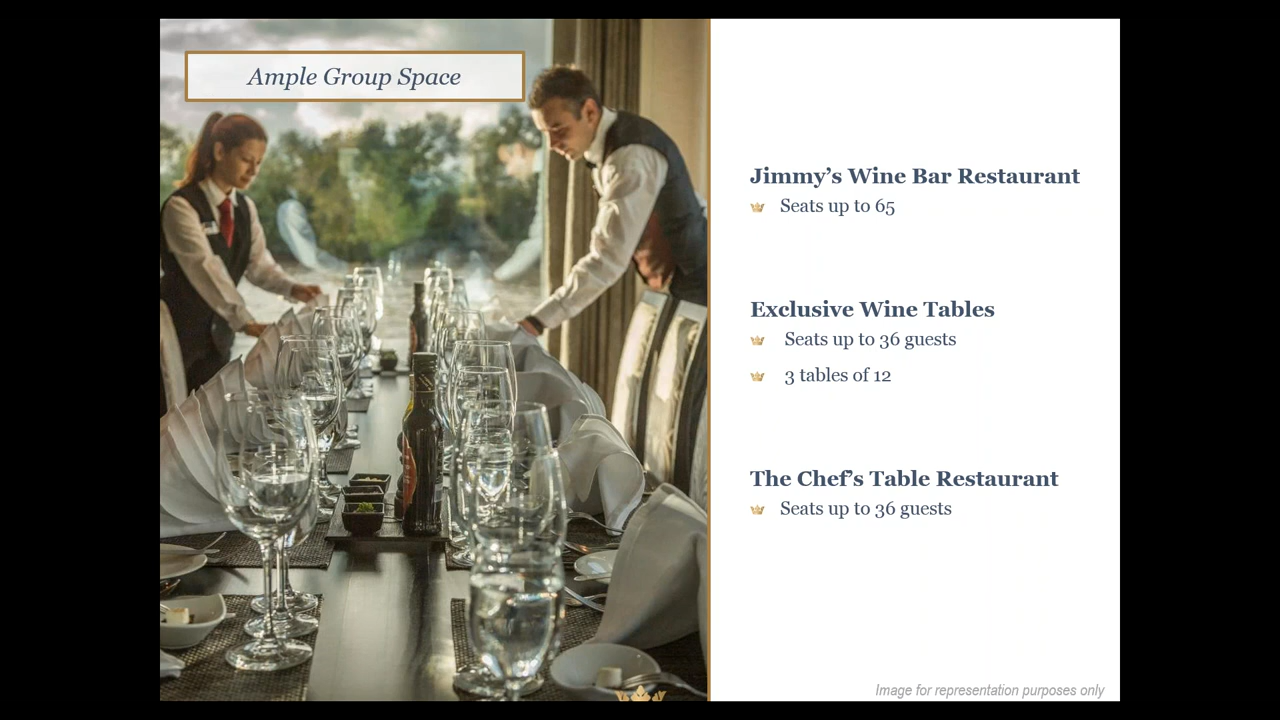 Ample Group Space
Jimmy’s Wine Bar Restaurant
Seats up to 65
Exclusive Wine Tables
Seats up to 36 guests
3 tables of 12
The Chef’s Table Restaurant
Seats up to 36 guests
Image for representation purposes only